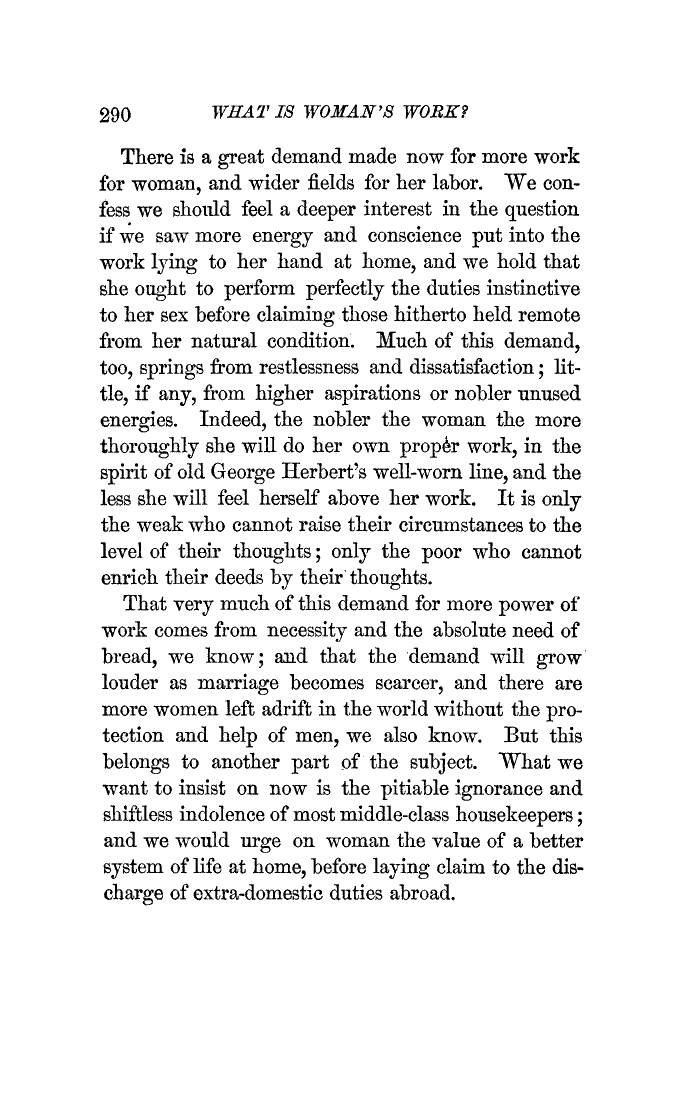 290 WHAT IS WOMAN'S WORK?
There is a great demand made now for more work
for woman, and wider fields for her labor. We con-
fess we should feel a deeper interest in the question
if we saw more energy and conscience put into the
work lying to her hand at home, and we hold that
she ought to perform perfectly the duties instinctive
to her sex before claiming those hitherto held remote
from her natural condition. Much of this demand,
too, springs from restlessness and dissatisfaction; lit-
tle, if any, from higher aspirations or nobler unused
energies. Indeed, the nobler the woman the more
thoroughly she will do her own proper work, in the
spirit of old George Herbert's well-worn line, and the
less she will feel herself above her work. It is only
the weak who cannot raise their circumstances to the
level of their thoughts; only the poor who cannot
enrich their deeds by their thoughts.
That very much of this demand for more power of
work comes from necessity and the absolute need of
bread, we know; and that the demand will grow
louder as marriage becomes scarcer, and there are
more women left adrift in the world without the pro-
tection and help of men, we also know. But this
belongs to another part of the subject. What we
want to insist on now is the pitiable ignorance and
shiftless indolence of most middle-class housekeepers;
and we would urge on woman the value of a better
system of life at home, before laying claim to the dis-
charge of extra-domestic duties abroad.